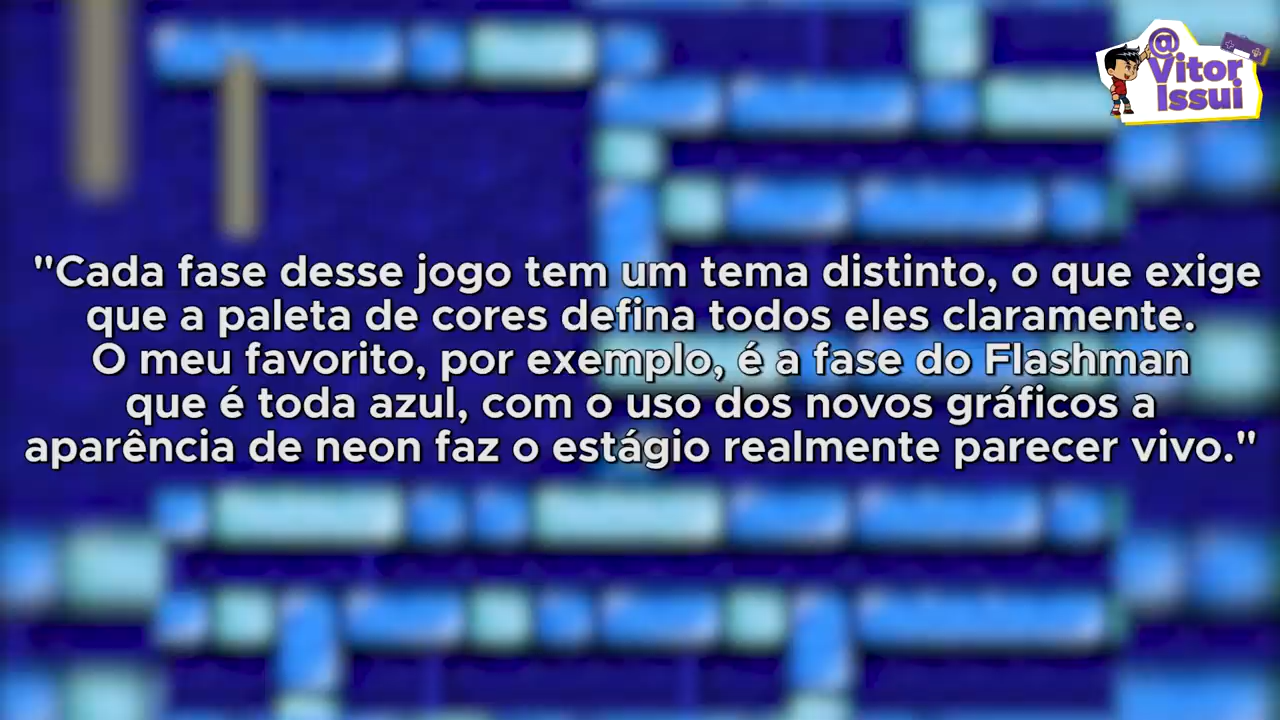 @
Vitor
Issui
"Cada fase desse jogo tem um tema distinto, o que exige
que a paleta de cores defina todos eles claramente.
O meu favorito, por exemplo, é a fase do Flashman
que é toda azul, com o uso dos novos gráficos a
aparência de neon faz o estágio realmente parecer vivo."